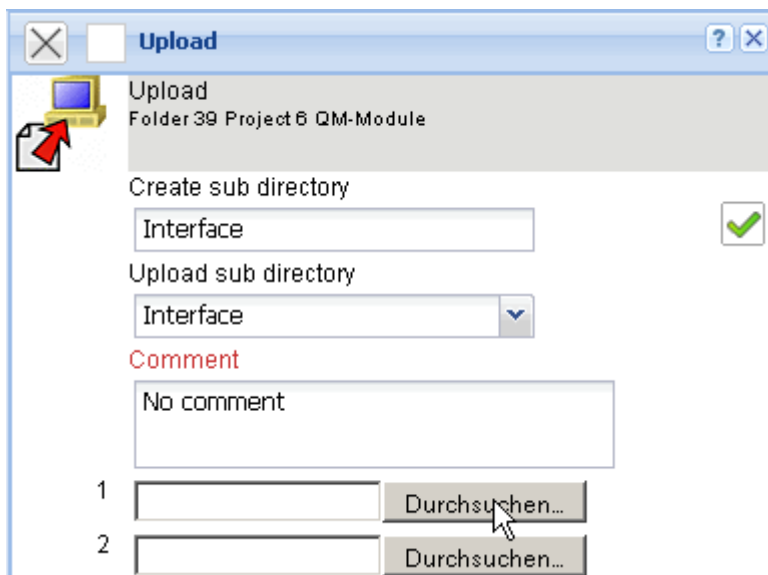 Upload
Upload
Folder 39 Project 6 QM-Module
Create sub directory
Interface
Upload sub directory
Interface
Comment
No comment
1 Durchsuchen...
2 Durchsuchen...